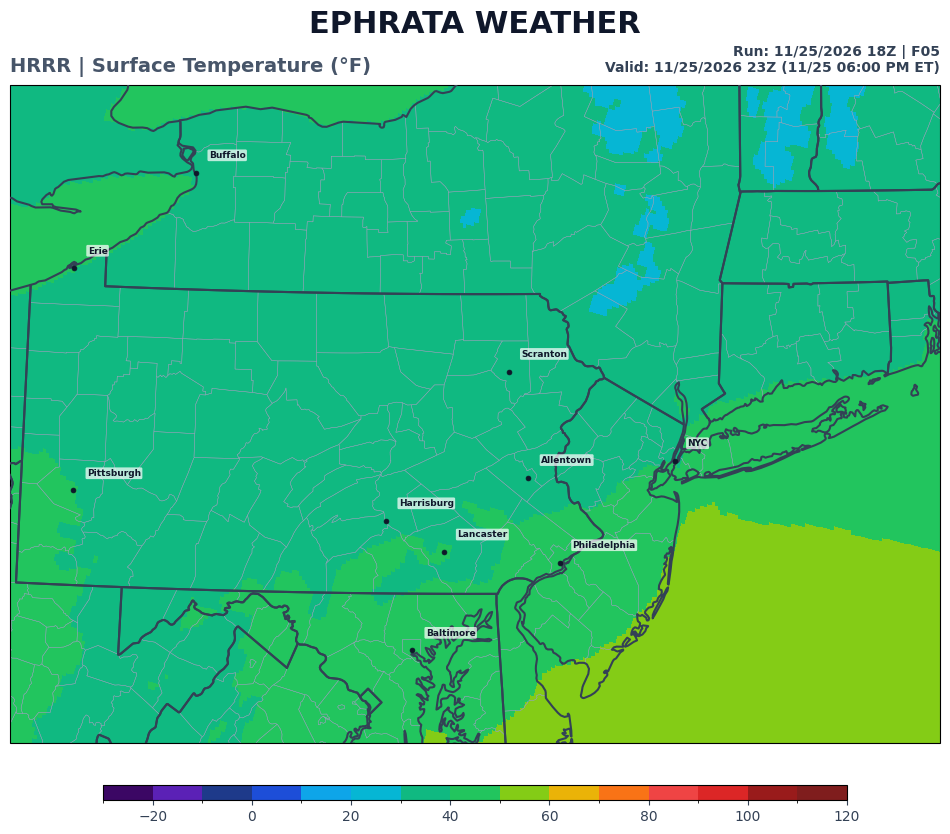 EPHRATA WEATHER
HRRR | Surface Temperature (°F)
Run: 11/25/2026 18Z | F05
Valid: 11/25/2026 23Z (11/25 06:00 PM ET)
Buffalo
Erie
Scranton
NYC
Allentown
Pittsburgh
Harrisburg
Lancaster
Philadelphia
Baltimore
−20 0 20 40 60 80 100 120